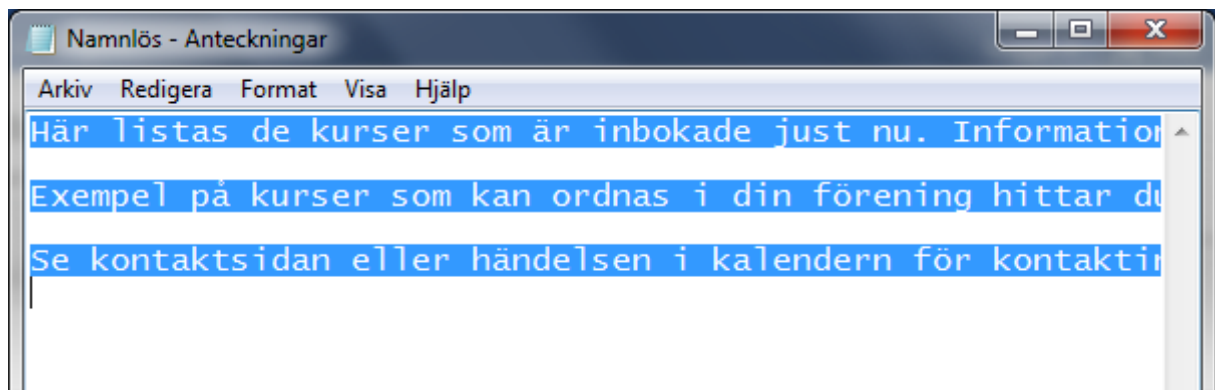 Namnlös - Anteckningar
Arkiv Redigera Format Visa Hjälp
Här listas de kurser som är inbokade just nu. Information
Exempel på kurser som kan ordnas i din förening hittar du
Se kontaktsidan eller händelsen i kalendern för